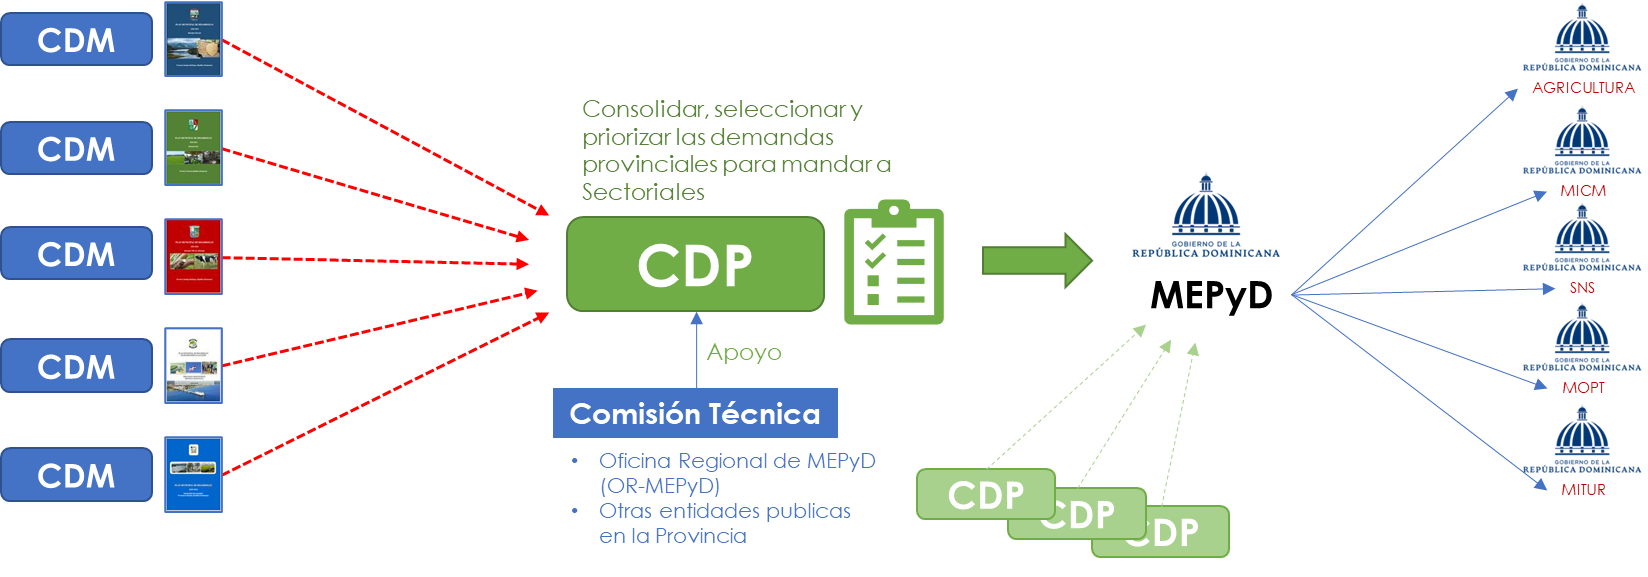 CDM
CDM
CDM
CDM
CDM
Consolidar, seleccionar y
priorizar las demandas
provinciales para mandar a
Sectoriales
CDP
Apoyo
Comisión Técnica
• Oficina Regional de MEPyD
(OR-MEPyD)
• Otras entidades publicas
en la Provincia
GOBIERNO DE LA
REPÚBLICA DOMINICANA
MEPyD
CDP
CDP
CDP
GOBIERNO DE LA
REPÚBLICA DOMINICANA
AGRICULTURA
GOBIERNO DE LA
REPÚBLICA DOMINICANA
MICM
GOBIERNO DE LA
REPÚBLICA DOMINICANA
SNS
GOBIERNO DE LA
REPÚBLICA DOMINICANA
MOPT
GOBIERNO DE LA
REPÚBLICA DOMINICANA
MITUR